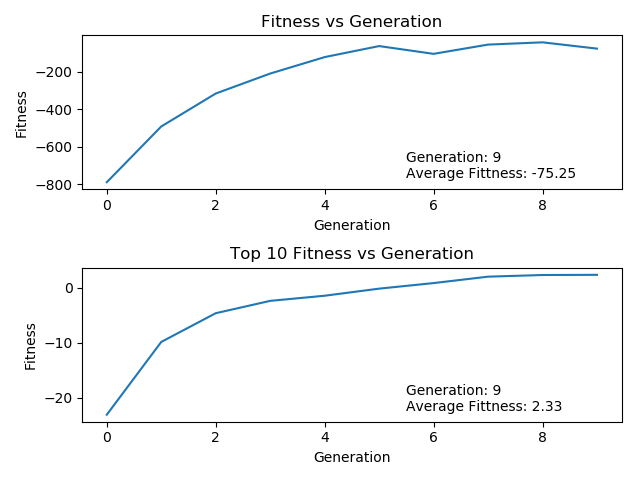 Fitness vs Generation
Fitness
−200
−400
−600
−800
Generation: 9
Average Fittness: -75.25
0 2 4 6 8
Generation
Top 10 Fitness vs Generation
Fitness
0
−10
−20
Generation: 9
Average Fittness: 2.33
0 2 4 6 8
Generation